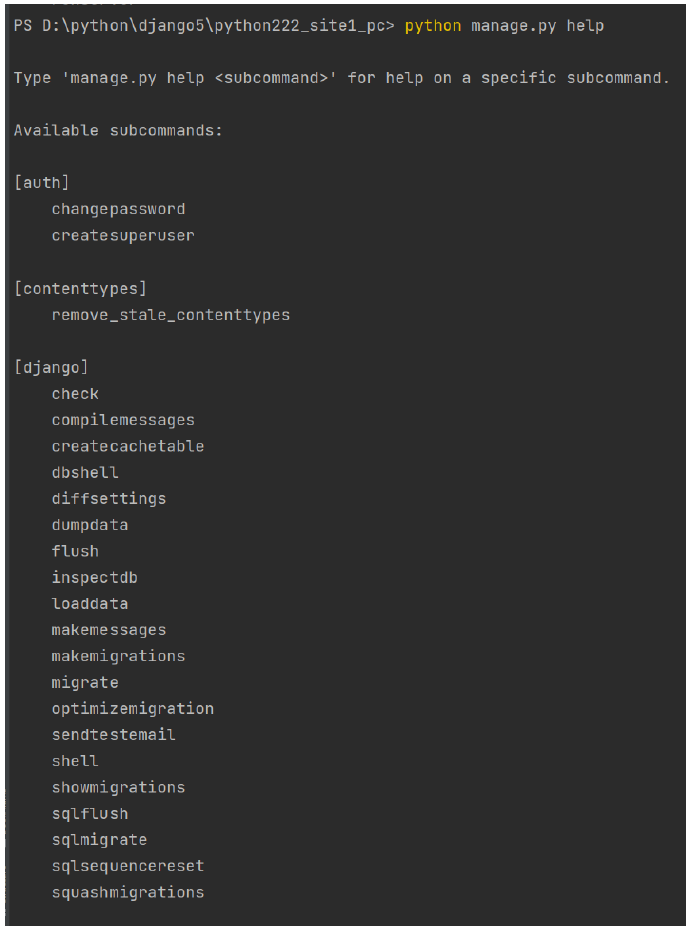 PS D:\python\django5\python222_site1_pc> python manage.py help
Type 'manage.py help <subcommand>' for help on a specific subcommand.
Available subcommands:
[auth]
changepassword
createsuperuser
[contenttypes]
remove_stale_contenttypes
[django]
check
compilemessages
createcachetable
dbshell
diffsettings
dumpdata
flush
inspectdb
loaddata
makemessages
makemigrations
migrate
optimizemigration
sendtestemail
shell
showmigrations
sqlflush
sqlmigrate
sqlsequencereset
squashmigrations